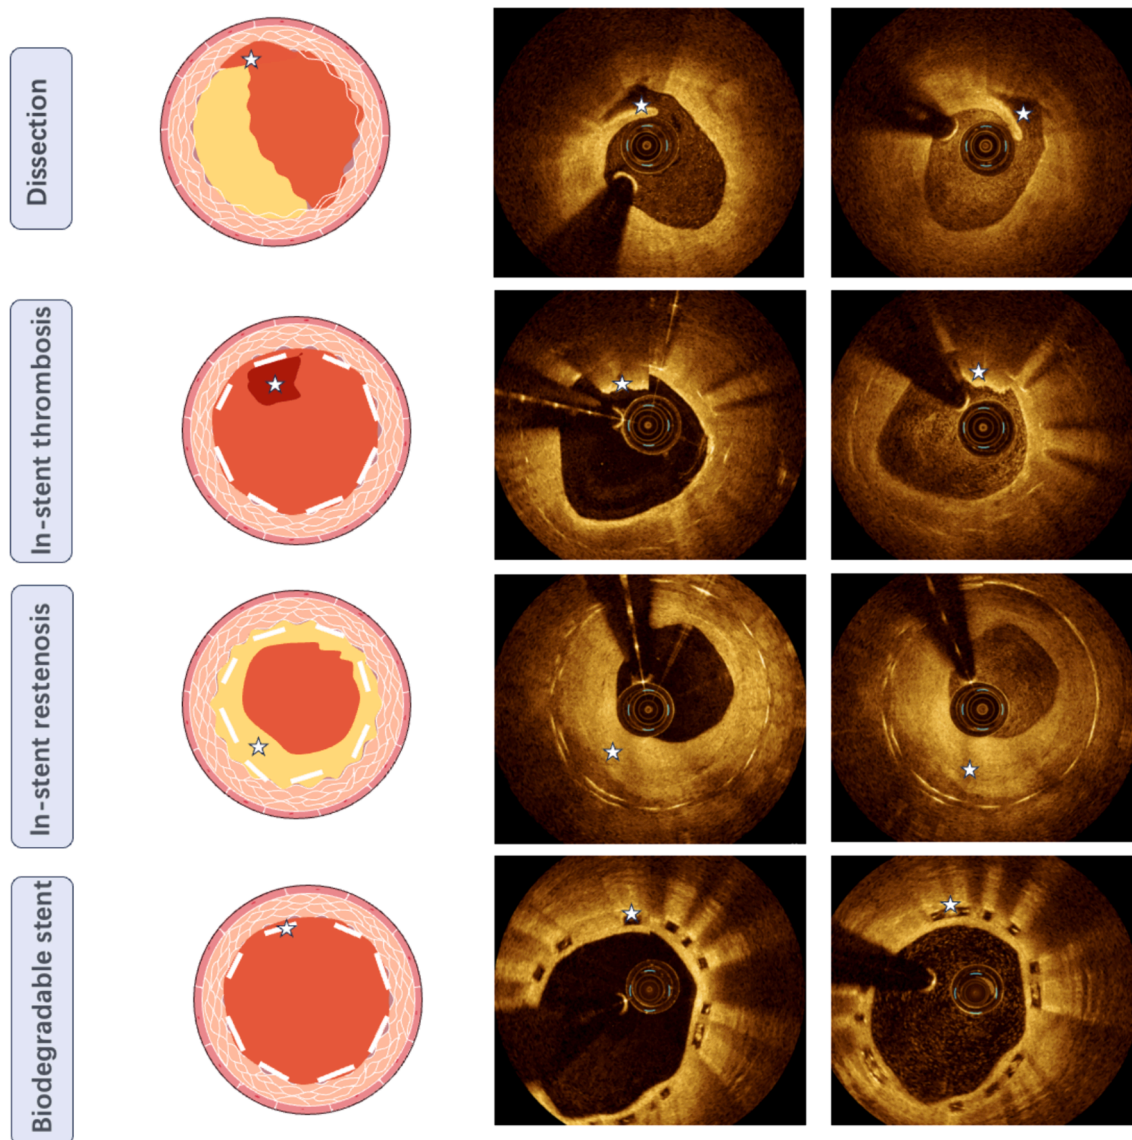 Dissection
In-stent thrombosis
In-stent restenosis
Biodegradable stent